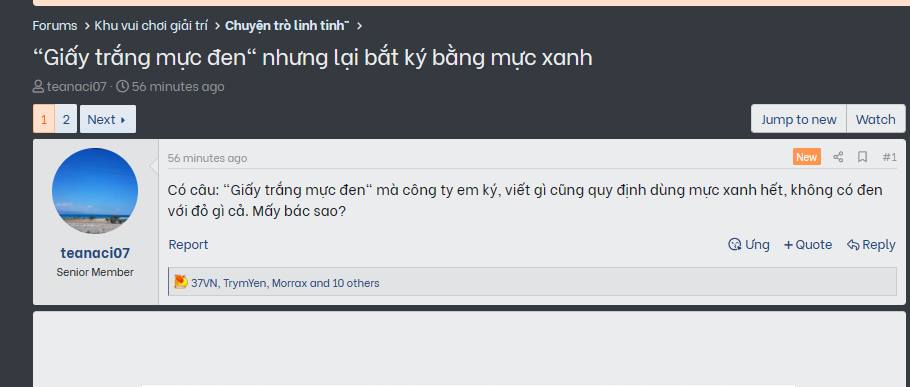 Forums > Khu vui chơi giải trí > Chuyện trò linh tinh™ >
“Giấy trắng mực đen“ nhưng lại bắt ký bằng mực xanh
teanaci07 · 56 minutes ago
1 2 Next Jump to new Watch
56 minutes ago New #1
Có câu: “Giấy trắng mực đen“ mà công ty em ký, viết gì cũng quy định dùng mực xanh hết, không có đen
với đỏ gì cả. Mấy bác sao?
teanaci07
Senior Member
Report Ưng + Quote Reply
37VN, TrymYen, Morrax and 10 others